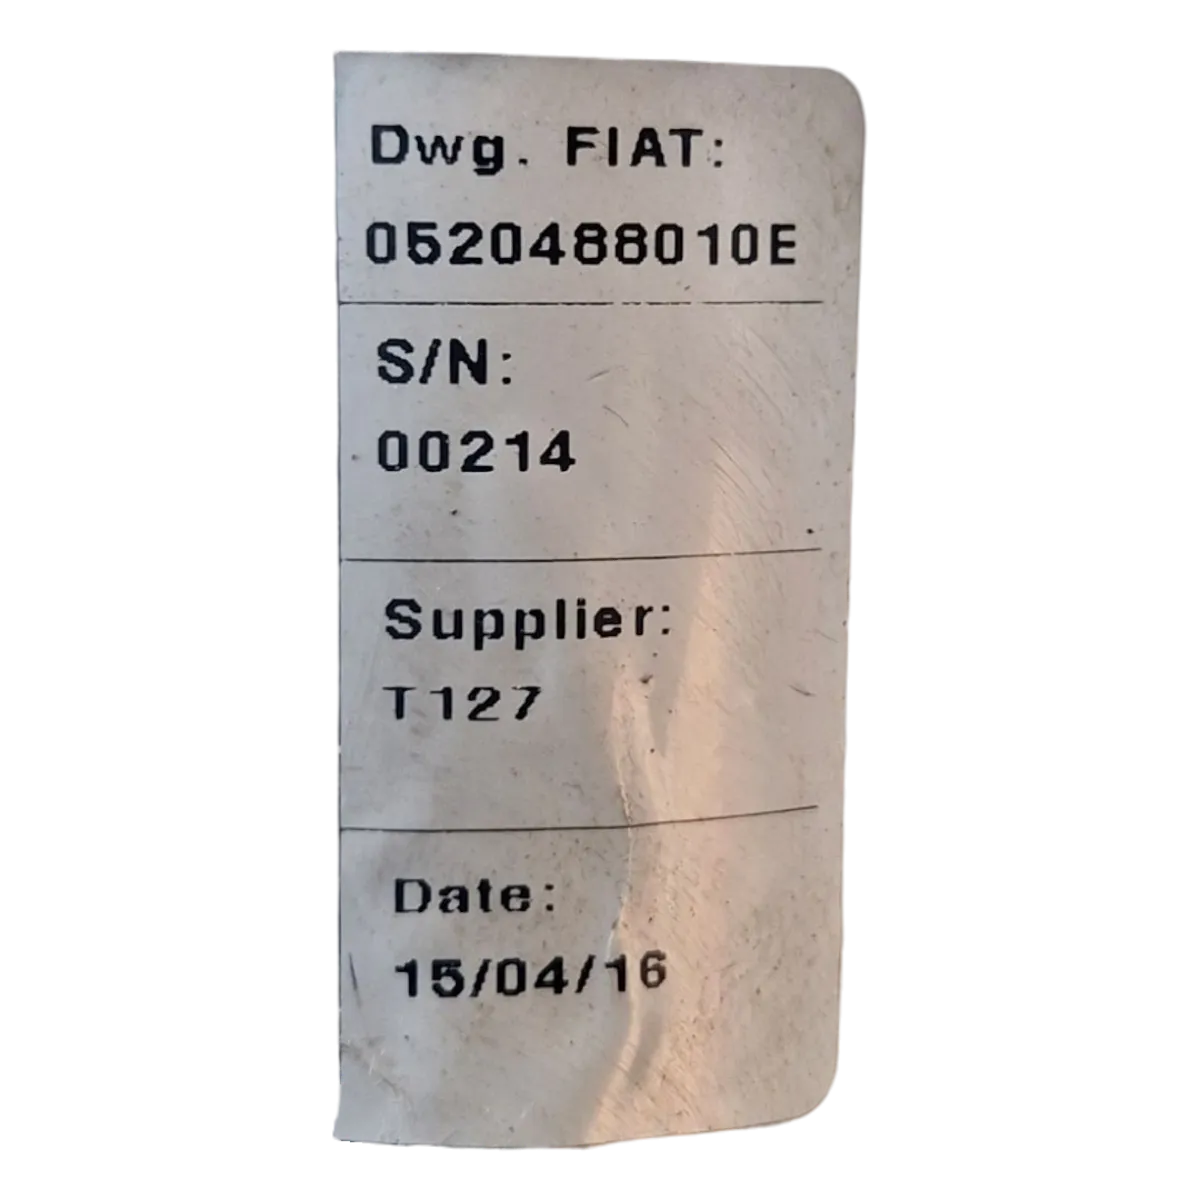 Dwg. FIAT:
0520488010E
S/N:
00214
Supplier:
T127
Date:
15/04/16